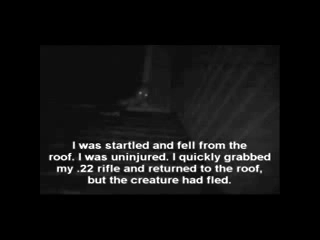 I was startled and fell from the
roof. I was uninjured. I quickly grabbed
my .22 rifle and returned to the roof,
but the creature had fled.